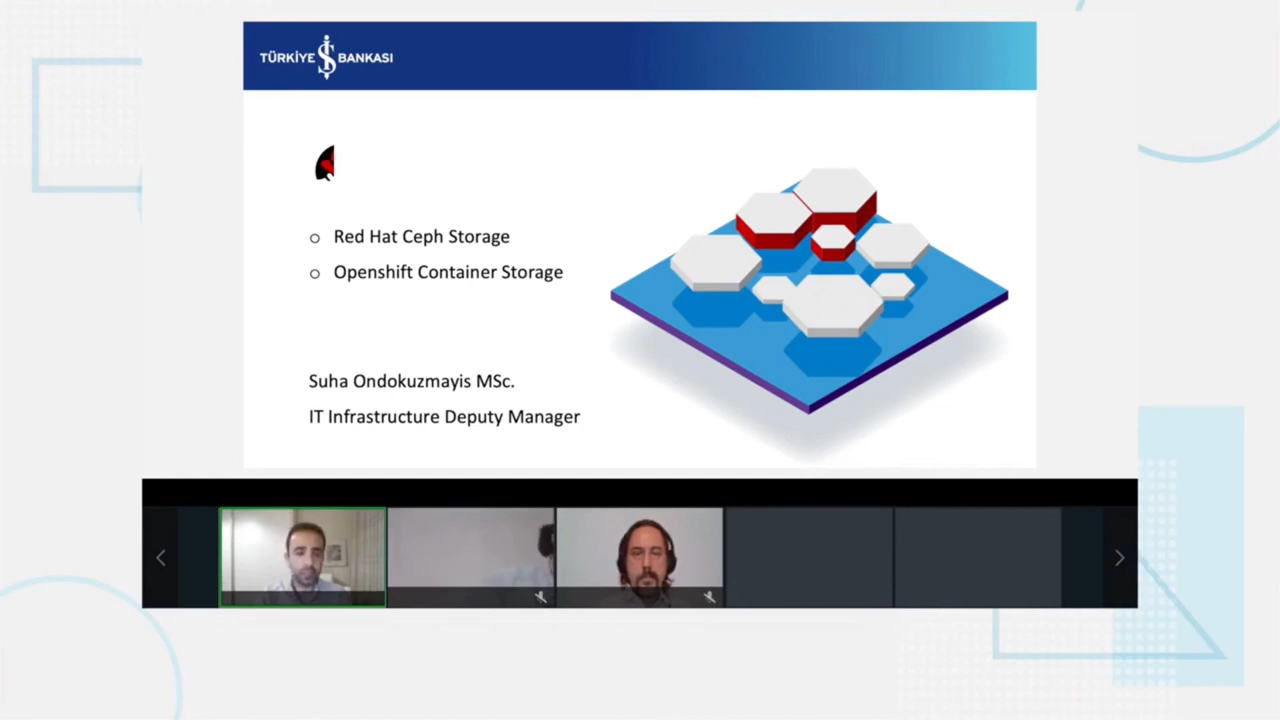 TÜRKİYE İŞ BANKASI
Red Hat Ceph Storage
Openshift Container Storage
Suha Ondokuzmayis MSc.
IT Infrastructure Deputy Manager